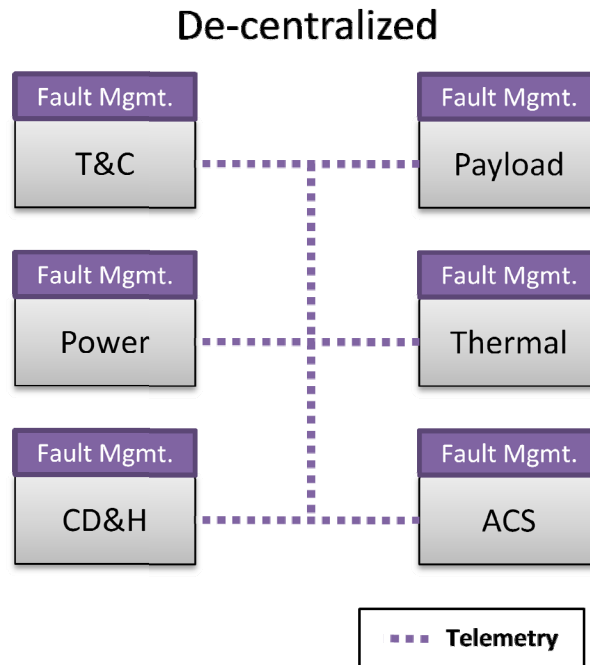 De-centralized
Fault Mgmt.
T&C
Fault Mgmt.
Payload
Fault Mgmt.
Power
Fault Mgmt.
Thermal
Fault Mgmt.
CD&H
Fault Mgmt.
ACS
Telemetry